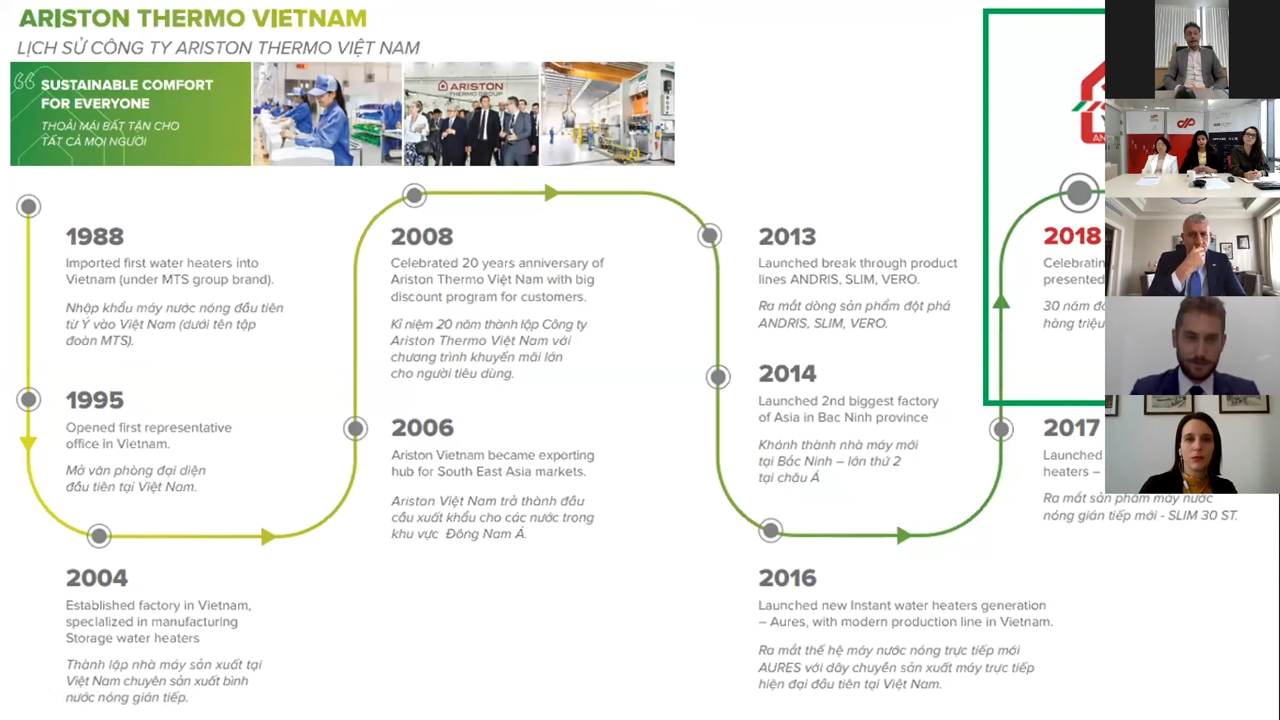 ARISTON THERMO VIETNAM
LỊCH SỬ CÔNG TY ARISTON THERMO VIỆT NAM
SUSTAINABLE COMFORT
FOR EVERYONE
THOẢI MÁI BẤT TẬN CHO
TẤT CẢ MỌI NGƯỜI
ARISTON
THERMO GROUP
1988
Imported first water heaters into
Vietnam (under MTS group brand).
Nhập khẩu máy nước nóng đầu tiên
từ Ý vào Việt Nam (dưới tên tập
đoàn MTS).
1995
Opened first representative
office in Vietnam.
Mở văn phòng đại diện
đầu tiên tại Việt Nam.
2004
Established factory in Vietnam,
specialized in manufacturing
Storage water heaters
Thành lập nhà máy sản xuất tại
Việt Nam chuyên sản xuất bình
nước nóng gián tiếp.
2008
Celebrated 20 years anniversary of
Ariston Thermo Việt Nam with big
discount program for customers.
Kỉ niệm 20 năm thành lập Công ty
Ariston Thermo Việt Nam với
chương trình khuyến mãi lớn
cho người tiêu dùng.
2006
Ariston Vietnam became exporting
hub for South East Asia markets.
Ariston Việt Nam trở thành đầu
cầu xuất khẩu cho các nước trong
khu vực Đông Nam Á.
2013
Launched break through product
lines ANDRIS, SLIM, VERO.
Ra mắt dòng sản phẩm đột phá
ANDRIS, SLIM, VERO.
2014
Launched 2nd biggest factory
of Asia in Bac Ninh province
Khánh thành nhà máy mới
tại Bắc Ninh – lớn thứ 2
tại châu Á
2016
Launched new Instant water heaters generation
– Aures, with modern production line in Vietnam.
Ra mắt thế hệ máy nước nóng trực tiếp mới
AURES với dây chuyền sản xuất máy trực tiếp
hiện đại đầu tiên tại Việt Nam.
2018
Celebratin
presented
30 năm đo
hàng triệu
2017
Launched
heaters –
Ra mắt sản phẩm máy nước
nóng gián tiếp mới - SLIM 30 ST.